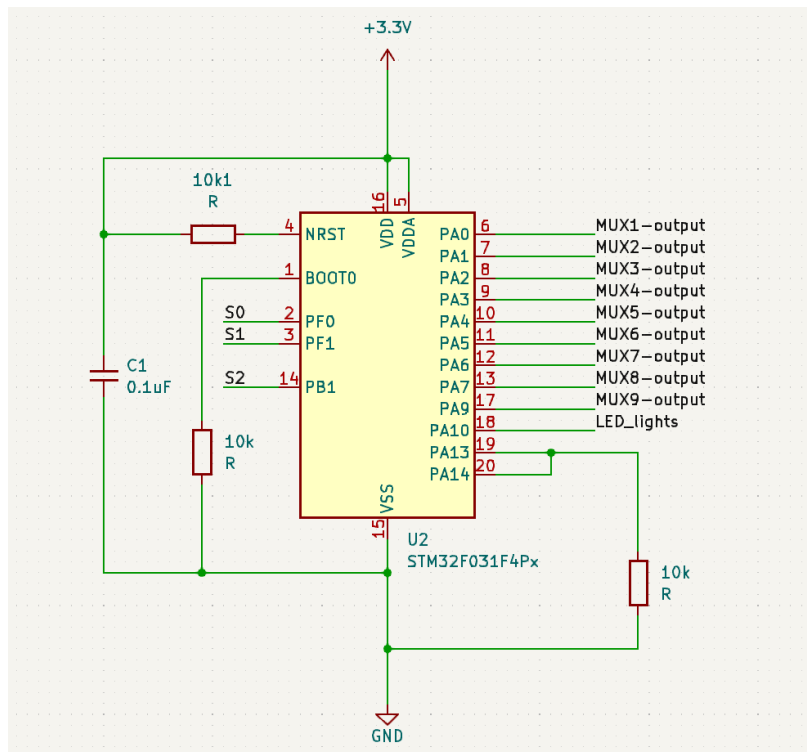 +3.3V
10k1
R
16
5
4
NRST
VDD
VDDA
PA0
6
MUX1-output
PA1
7
MUX2-output
1
BOOT0
PA2
8
MUX3-output
PA3
9
MUX4-output
S0
2
PF0
PA4
10
MUX5-output
S1
3
PF1
PA5
11
MUX6-output
PA6
12
MUX7-output
S2
14
PB1
PA7
13
MUX8-output
PA9
17
MUX9-output
PA10
18
LED_lights
PA13
19
PA14
20
C1
0.1uF
10k
R
VSS
15
U2
STM32F031F4Px
10k
R
GND